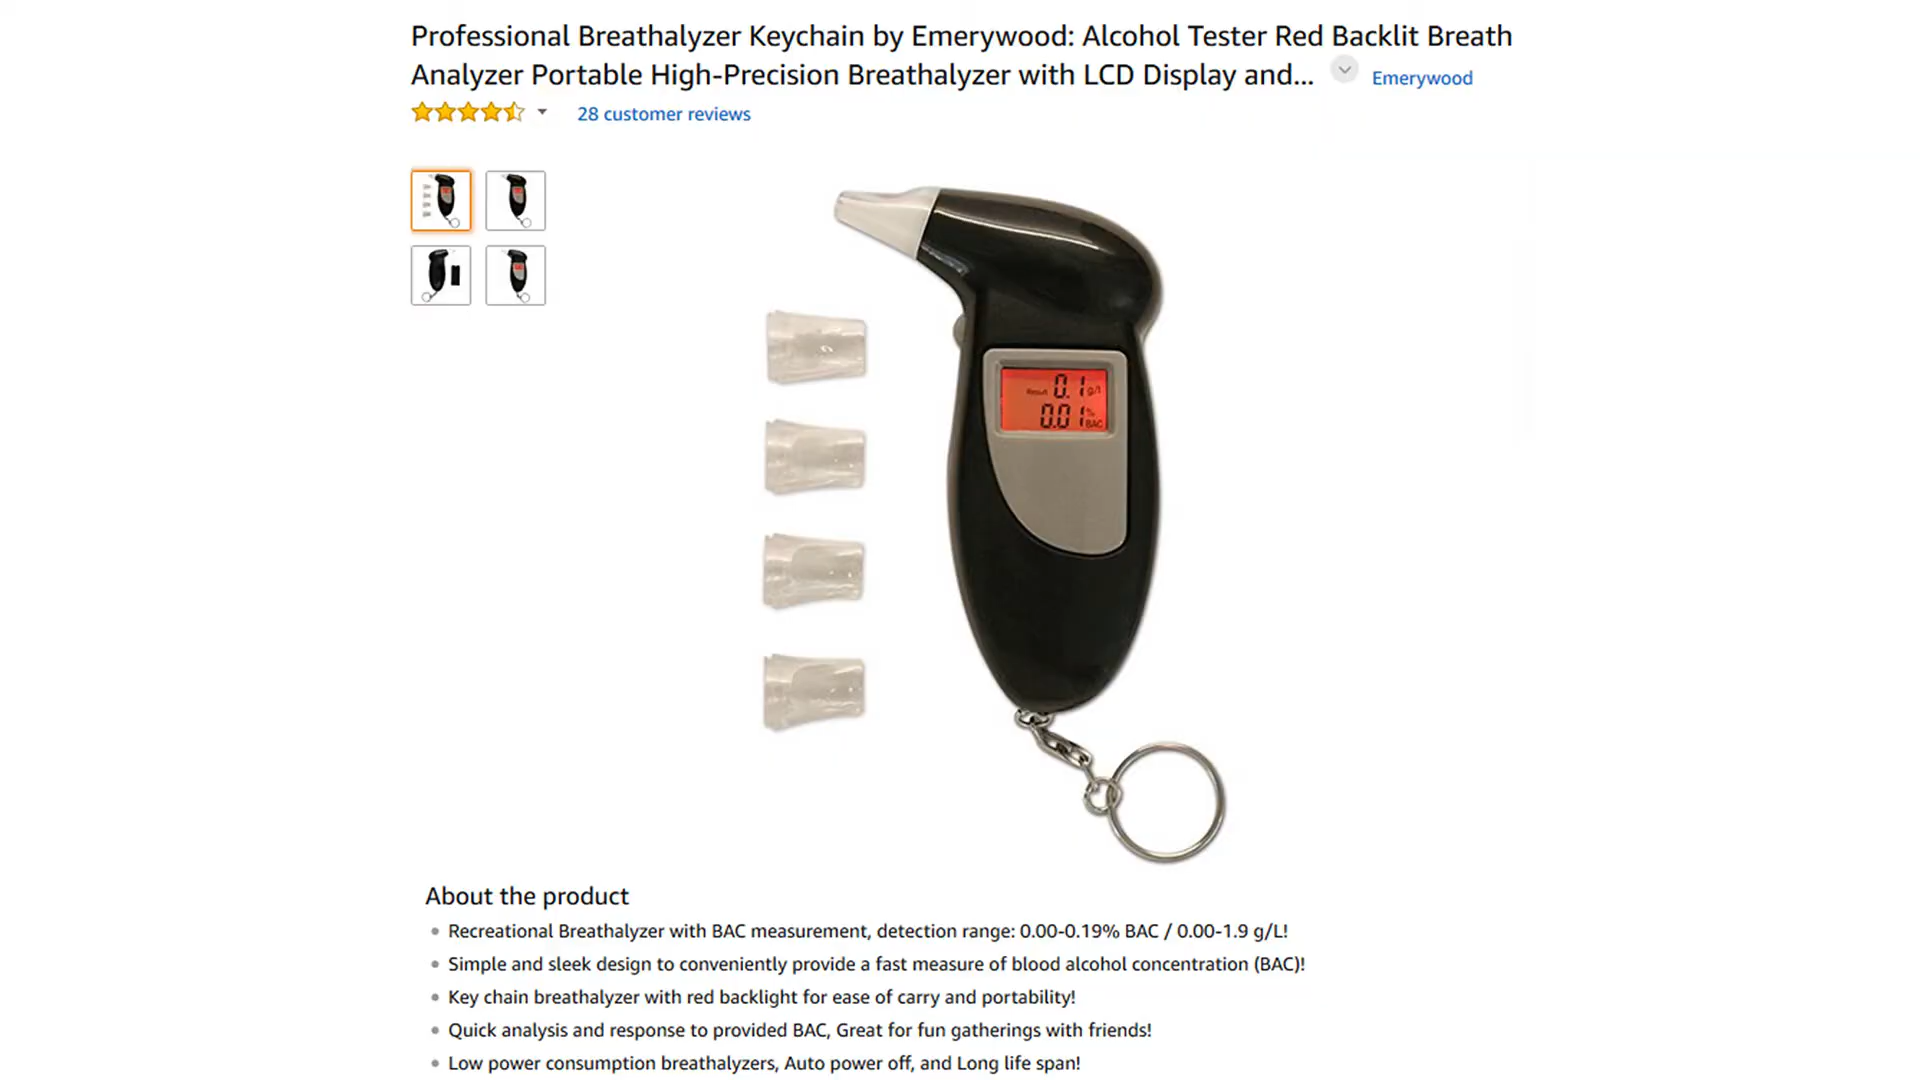 Professional Breathalyzer Keychain by Emerywood: Alcohol Tester Red Backlit Breath
Analyzer Portable High-Precision Breathalyzer with LCD Display and...
Emerywood
28 customer reviews
Result 0.1 g/l
0.01 % BAC
About the product
Recreational Breathalyzer with BAC measurement, detection range: 0.00-0.19% BAC / 0.00-1.9 g/L!
Simple and sleek design to conveniently provide a fast measure of blood alcohol concentration (BAC)!
Key chain breathalyzer with red backlight for ease of carry and portability!
Quick analysis and response to provided BAC, Great for fun gatherings with friends!
Low power consumption breathalyzers, Auto power off, and Long life span!